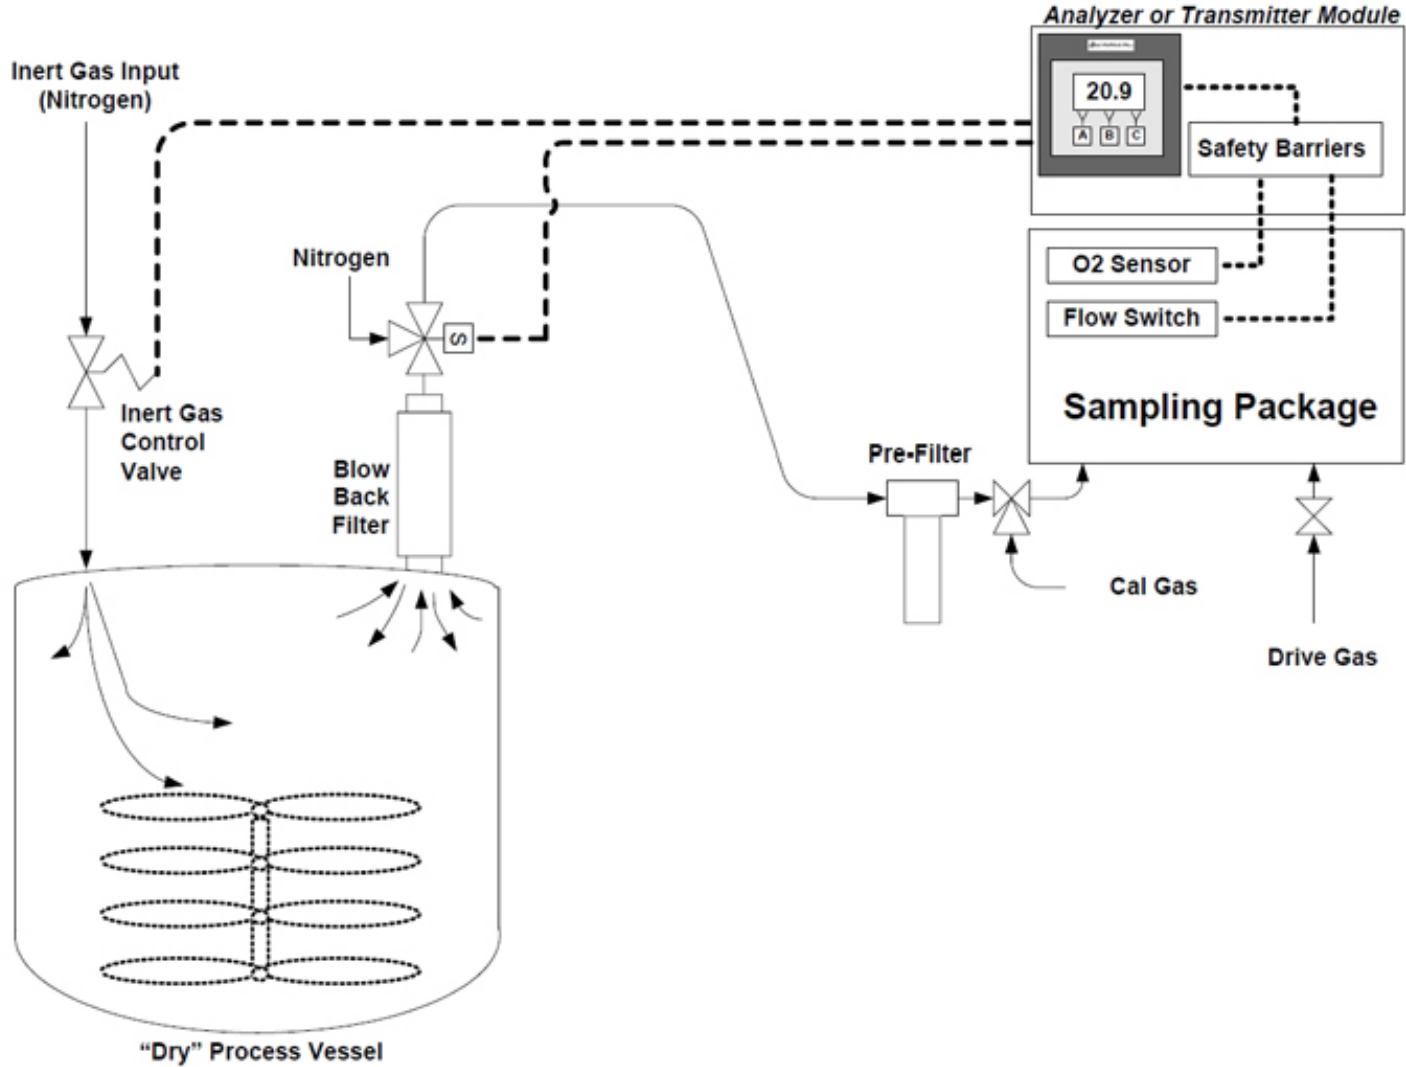 Analyzer or Transmitter Module
Inert Gas Input
(Nitrogen)
20.9
A B C
Safety Barriers
Nitrogen
S
O2 Sensor
Flow Switch
Sampling Package
Inert Gas
Control
Valve
Blow
Back
Filter
Pre-Filter
Cal Gas
Drive Gas
“Dry” Process Vessel